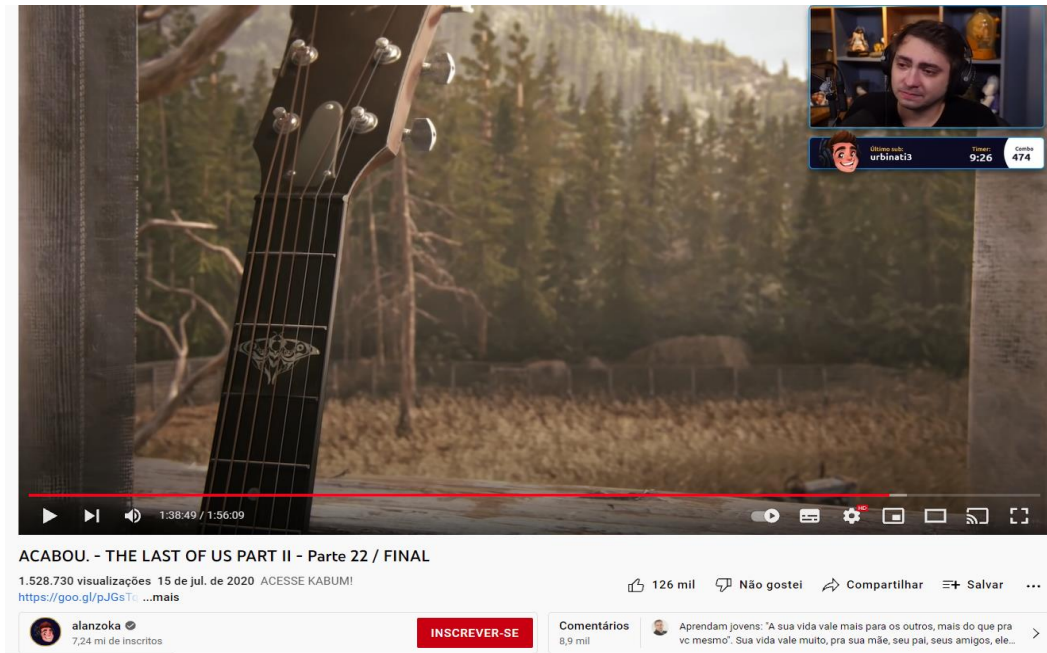 Último sub:
urbinati3
Timer:
9:26
Combo
474
1:38:49 / 1:56:09
HD
ACABOU. - THE LAST OF US PART II - Parte 22 / FINAL
1.528.730 visualizações 15 de jul. de 2020 ACESSE KABUM!
https://goo.gl/pJGsTc ...mais
126 mil
Não gostei
Compartilhar
Salvar
...
alanzoka
7,24 mi de inscritos
INSCREVER-SE
Comentários
8,9 mil
Aprendam jovens: "A sua vida vale mais para os outros, mais do que pra
vc mesmo". Sua vida vale muito, pra sua mãe, seu pai, seus amigos, ele...